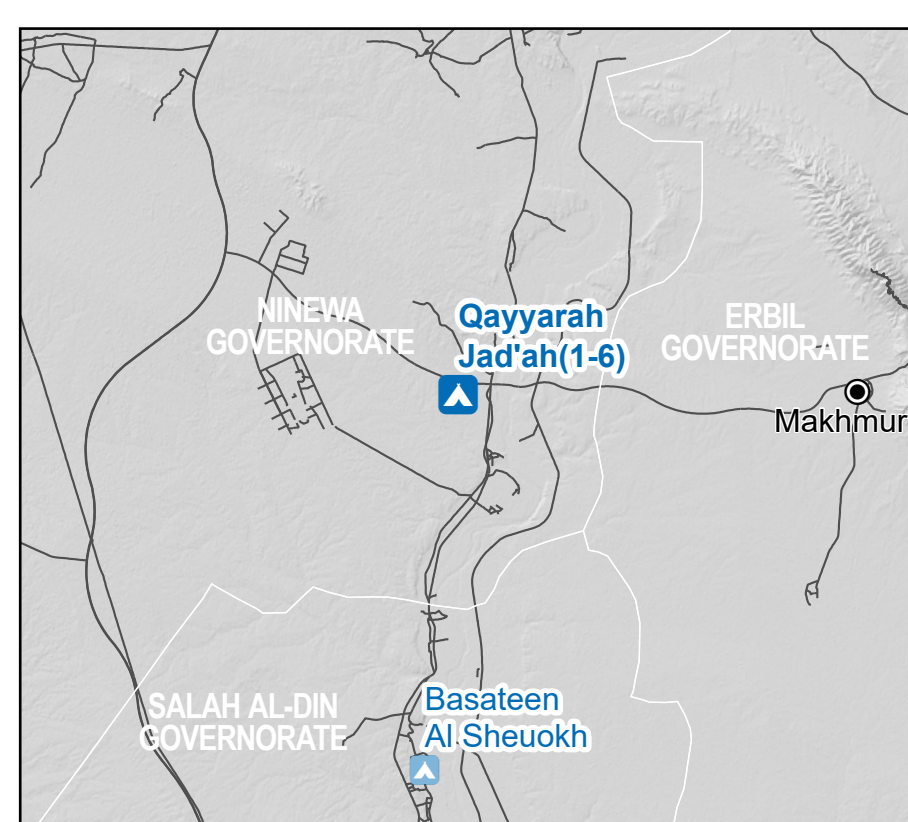 NINEWA
GOVERNORATE
Qayyarah
Jad'ah(1-6)
ERBIL
GOVERNORATE
Makhmur
SALAH AL-DIN
GOVERNORATE
Basateen
Al Sheuokh